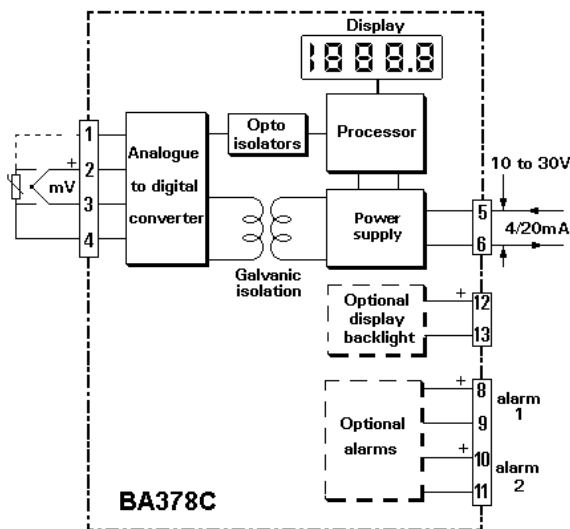 Display
1888.8
Opto
isolators
Processor
Analogue
to digital
converter
1
2
3
4
+
mV
10 to 30V
5
6
4/20mA
Power
supply
Galvanic
isolation
Optional
display
backlight
+
12
13
Optional
alarms
+
8
9
+
10
11
alarm
1
alarm
2
BA378C